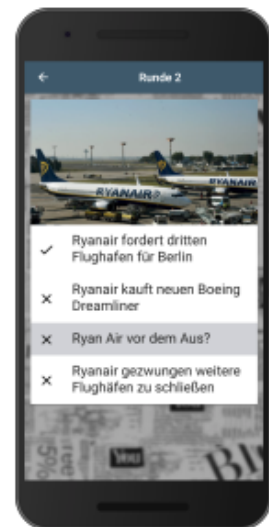 Runde 2
RYANAIR
RYANAIR
Ryanair fordert dritten
Flughafen für Berlin
Ryanair kauft neuen Boeing
Dreamliner
Ryan Air vor dem Aus?
Ryanair gezwungen weitere
Flughäfen zu schließen
You